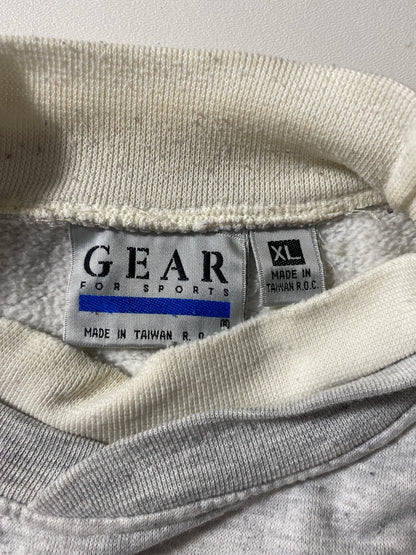 GEAR
FOR SPORTS
®
MADE IN TAIWAN R. O. C.
XL
MADE IN
TAIWAN R.O.C.